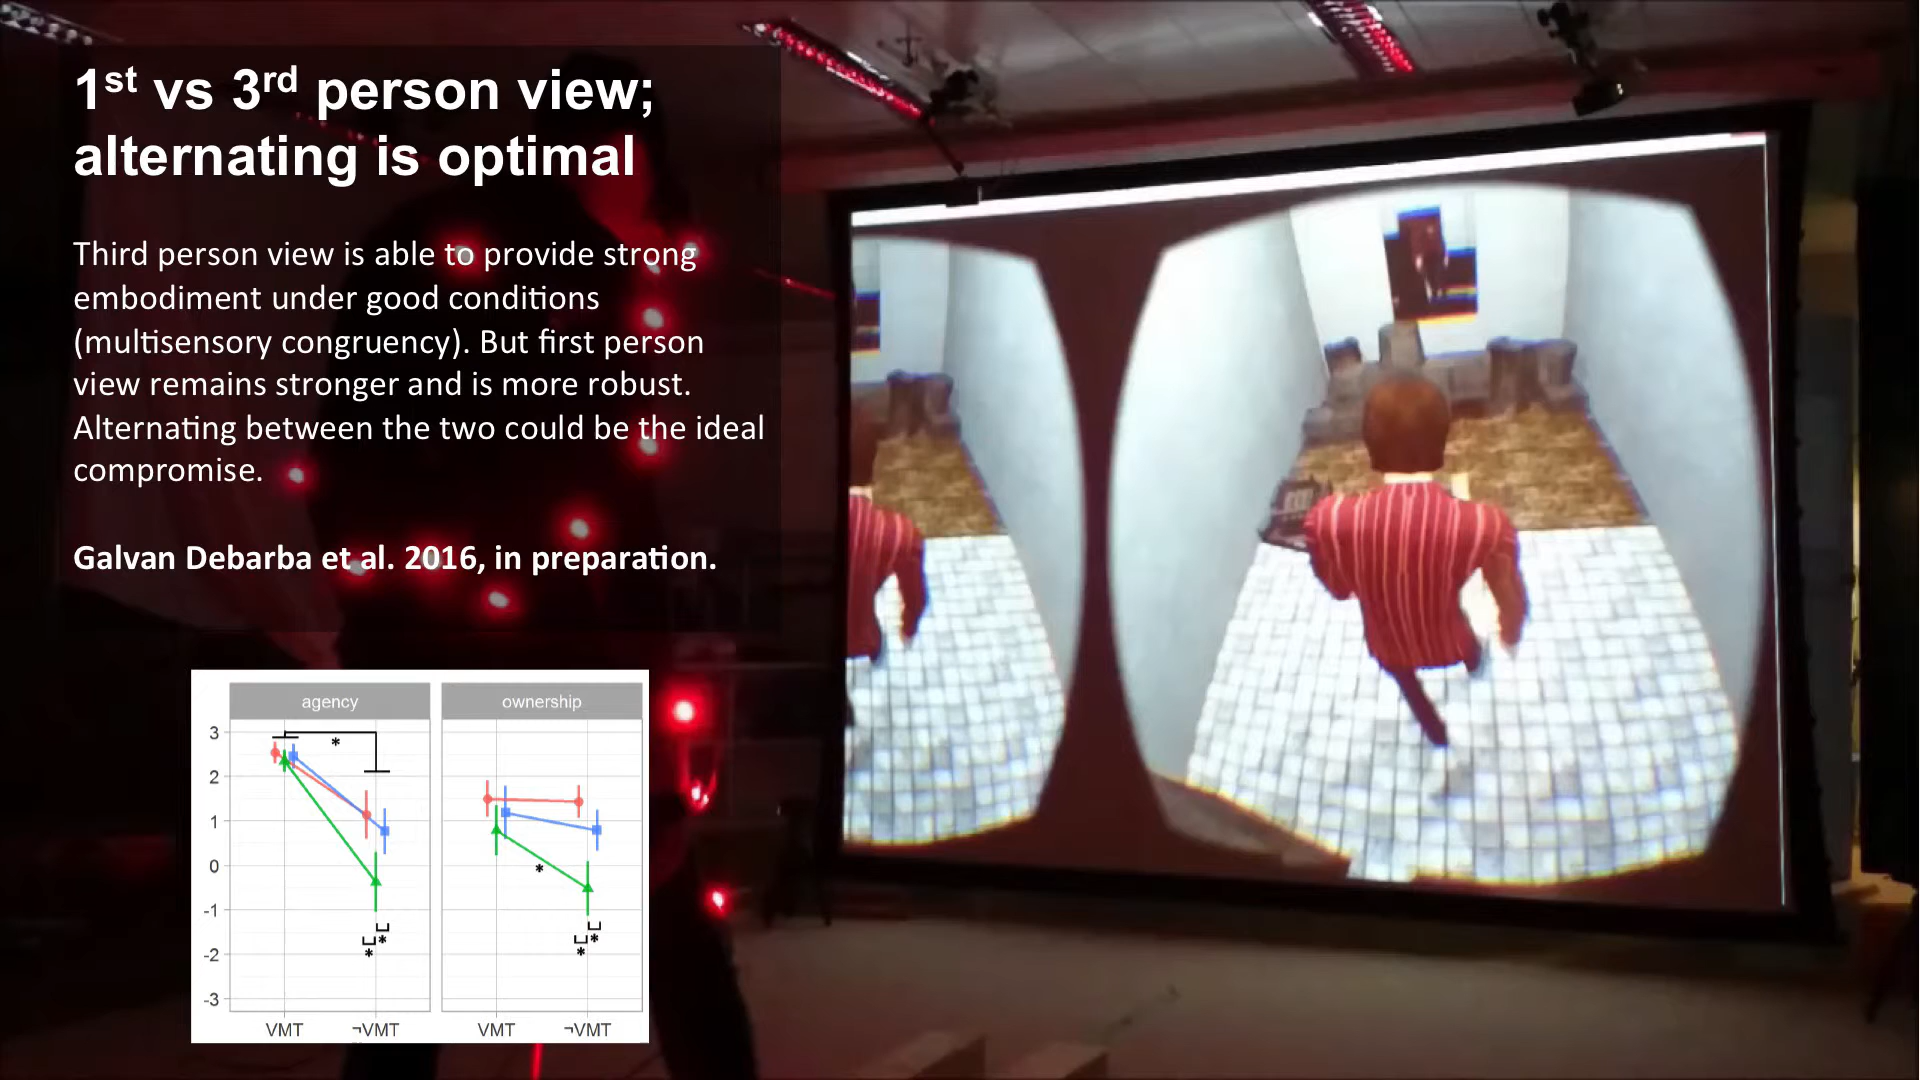 1st vs 3rd person view;
alternating is optimal
Third person view is able to provide strong
embodiment under good conditions
(multisensory congruency). But first person
view remains stronger and is more robust.
Alternating between the two could be the ideal
compromise.
Galvan Debarba et al. 2016, in preparation.
agency
ownership
3
2
1
0
-1
-2
-3
*
*
*
*
*
*
VMT
¬VMT
VMT
¬VMT